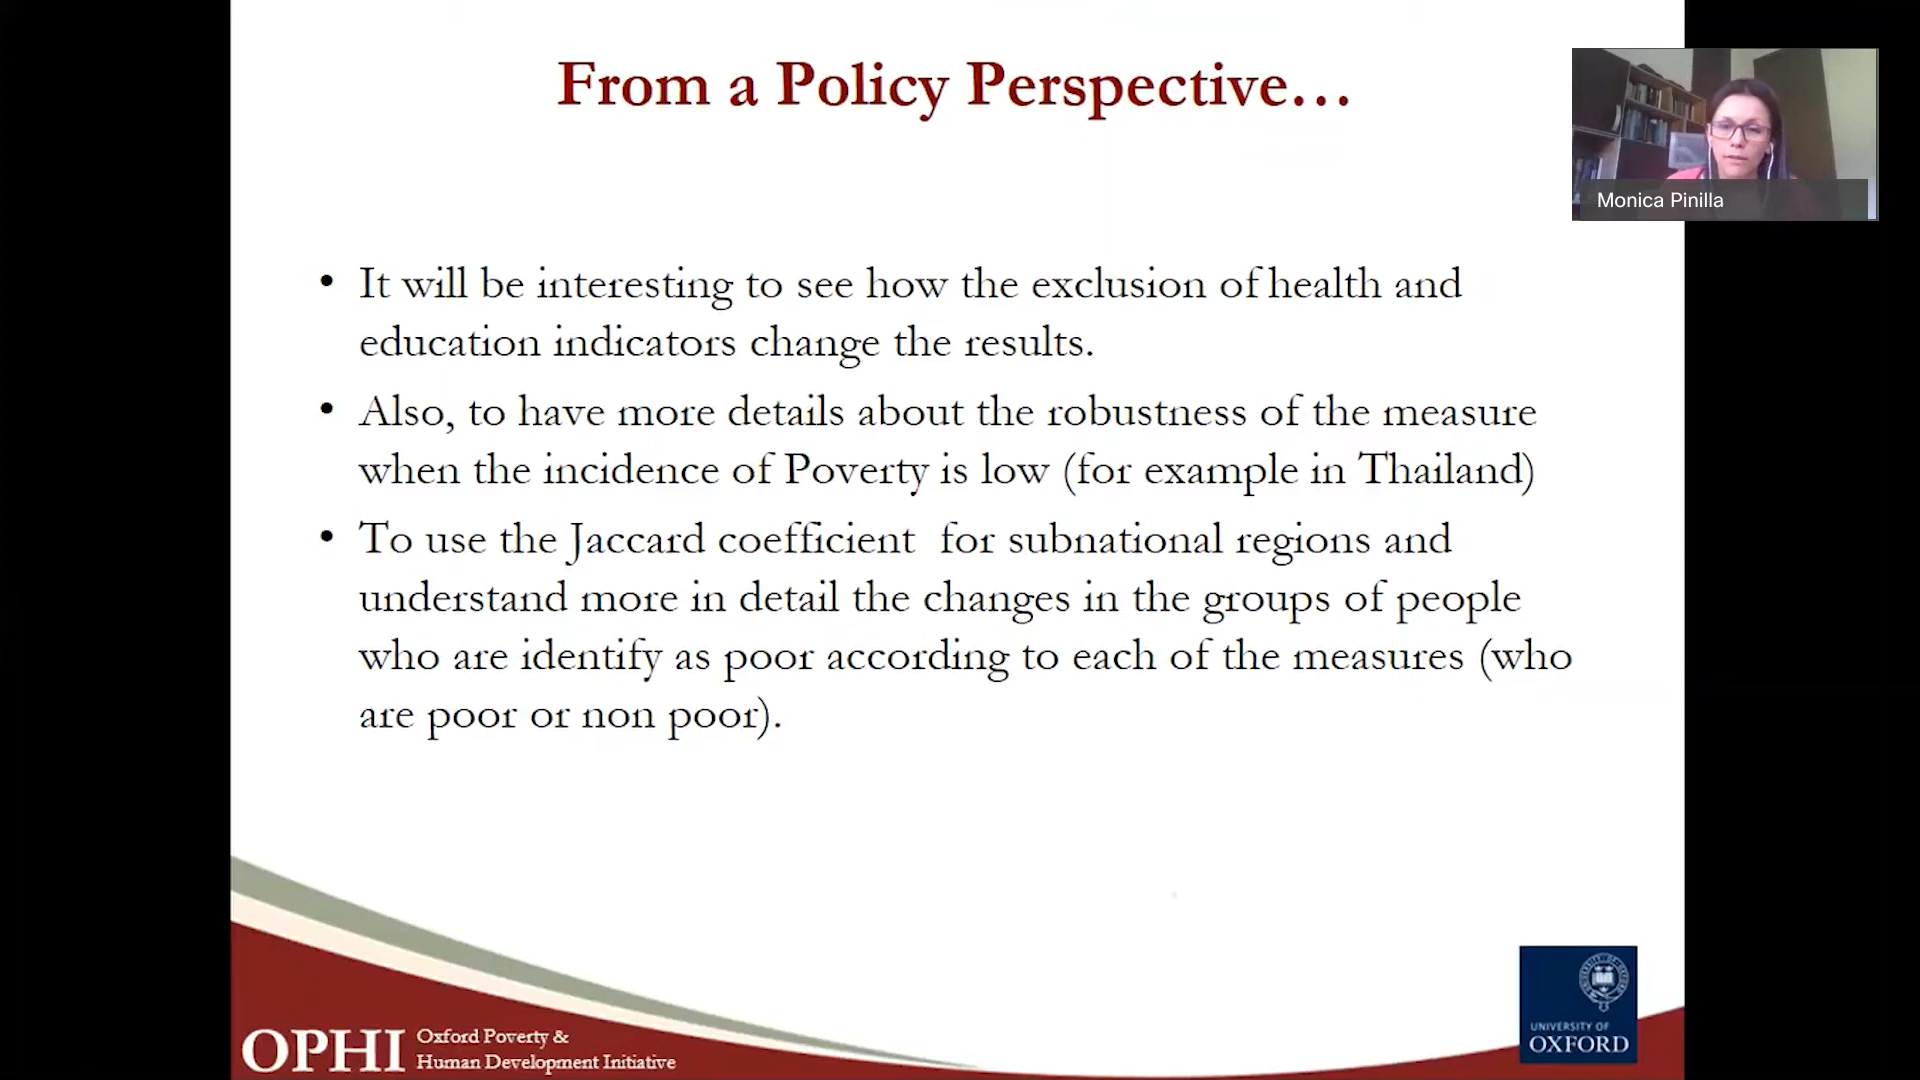 From a Policy Perspective...
Monica Pinilla
• It will be interesting to see how the exclusion of health and
education indicators change the results.
• Also, to have more details about the robustness of the measure
when the incidence of Poverty is low (for example in Thailand)
• To use the Jaccard coefficient for subnational regions and
understand more in detail the changes in the groups of people
who are identify as poor according to each of the measures (who
are poor or non poor).
OPHI
Oxford Poverty &
Human Development Initiative
UNIVERSITY OF
OXFORD